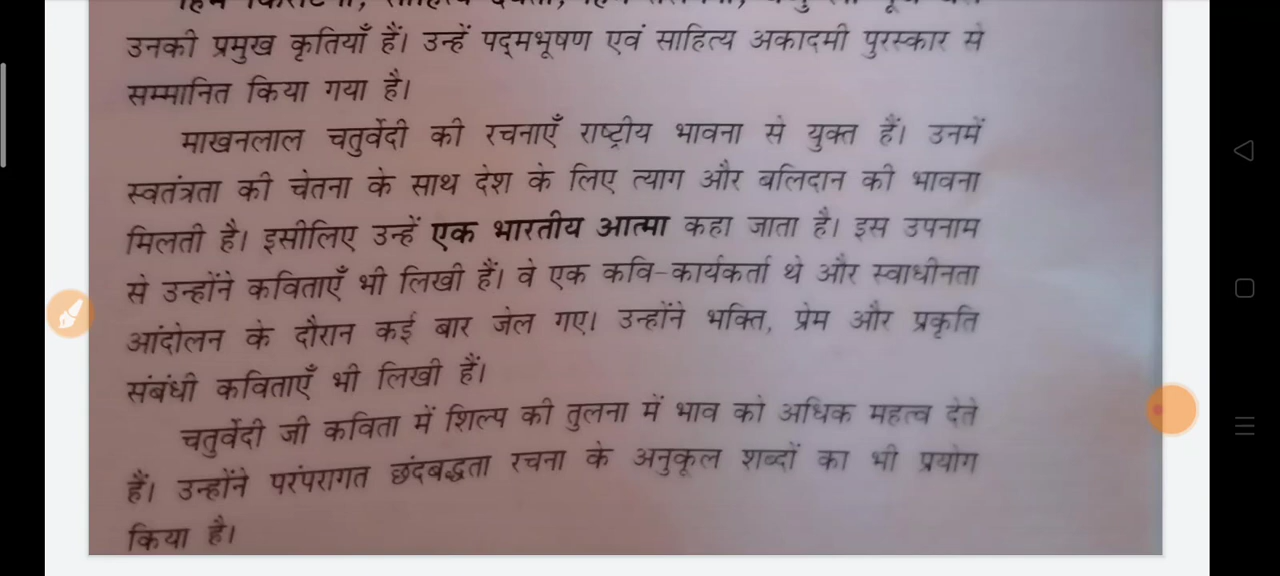 उनकी प्रमुख कृतियाँ हैं। उन्हें पद्मभूषण एवं साहित्य अकादमी पुरस्कार से
सम्मानित किया गया है।
माखनलाल चतुर्वेदी की रचनाएँ राष्ट्रीय भावना से युक्त हैं। उनमें
स्वतंत्रता की चेतना के साथ देश के लिए त्याग और बलिदान की भावना
मिलती है। इसीलिए उन्हें एक भारतीय आत्मा कहा जाता है। इस उपनाम
से उन्होंने कविताएँ भी लिखी हैं। वे एक कवि-कार्यकर्ता थे और स्वाधीनता
आंदोलन के दौरान कई बार जेल गए। उन्होंने भक्ति, प्रेम और प्रकृति
संबंधी कविताएँ भी लिखी हैं।
चतुर्वेदी जी कविता में शिल्प की तुलना में भाव को अधिक महत्व देते
हैं। उन्होंने परंपरागत छंदबद्धता रचना के अनुकूल शब्दों का भी प्रयोग
किया है।